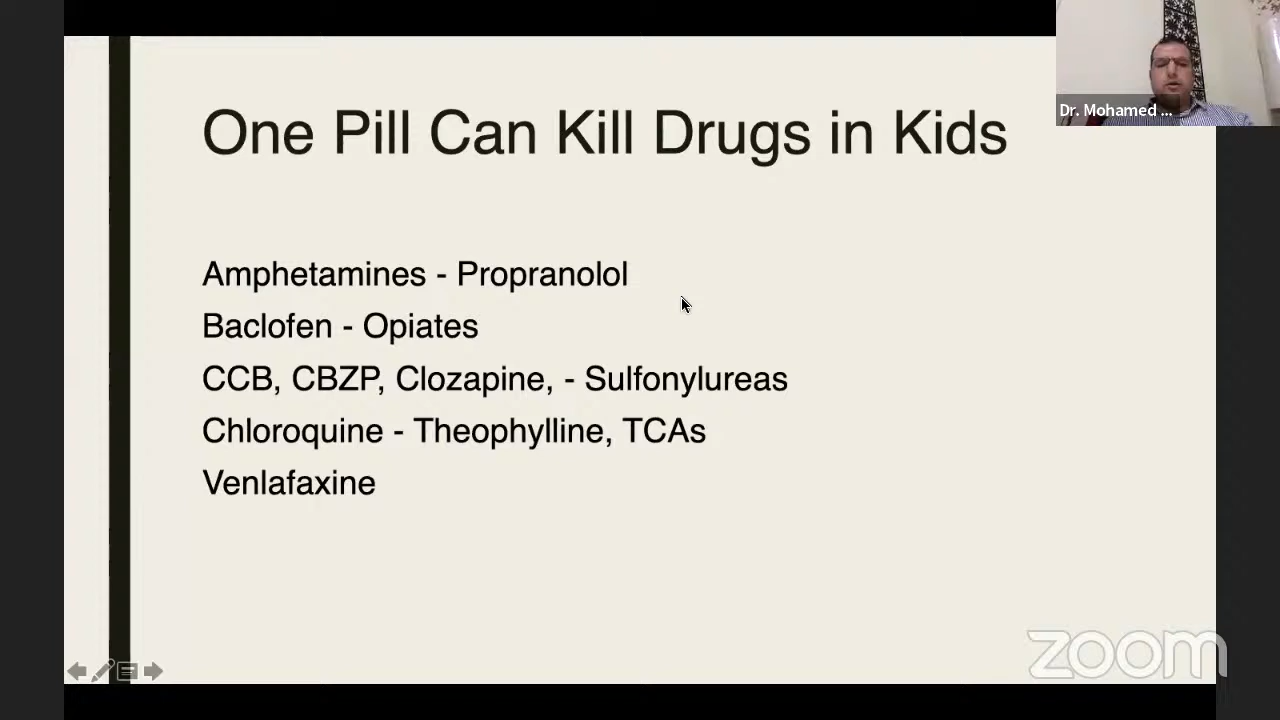 One Pill Can Kill Drugs in Kids
Dr. Mohamed ...
Amphetamines - Propranolol
Baclofen - Opiates
CCB, CBZP, Clozapine, - Sulfonylureas
Chloroquine - Theophylline, TCAs
Venlafaxine
zoom